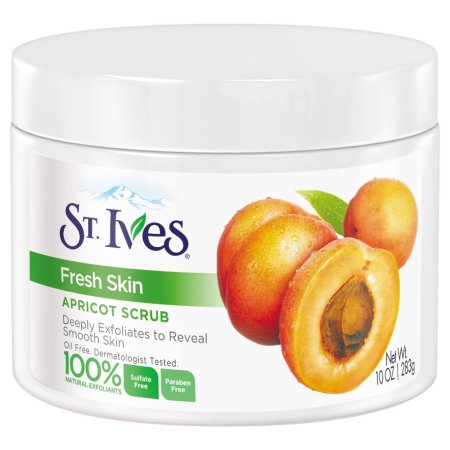 ST. IVES®
Fresh Skin
APRICOT SCRUB
Deeply Exfoliates to Reveal
Smooth Skin
Oil Free. Dermatologist Tested.
100%
NATURAL EXFOLIANTS
Sulfate
Free
Paraben
Free
Net Wt.
10 OZ | 283g